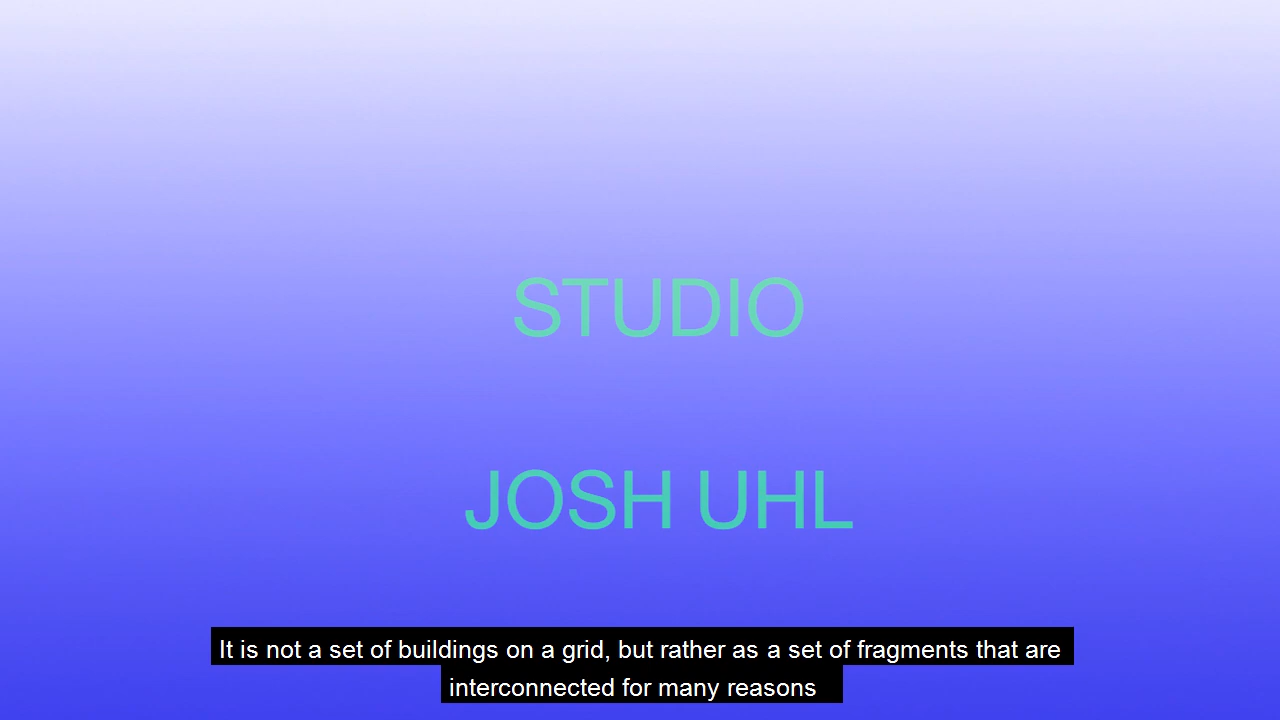 STUDIO
JOSH UHL
It is not a set of buildings on a grid, but rather as a set of fragments that are
interconnected for many reasons